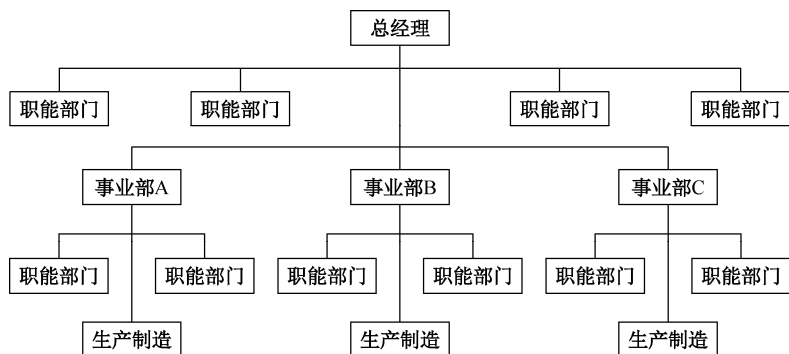 总经理
职能部门 职能部门 职能部门 职能部门
事业部A 事业部B 事业部C
职能部门 职能部门 职能部门 职能部门 职能部门 职能部门
生产制造 生产制造 生产制造